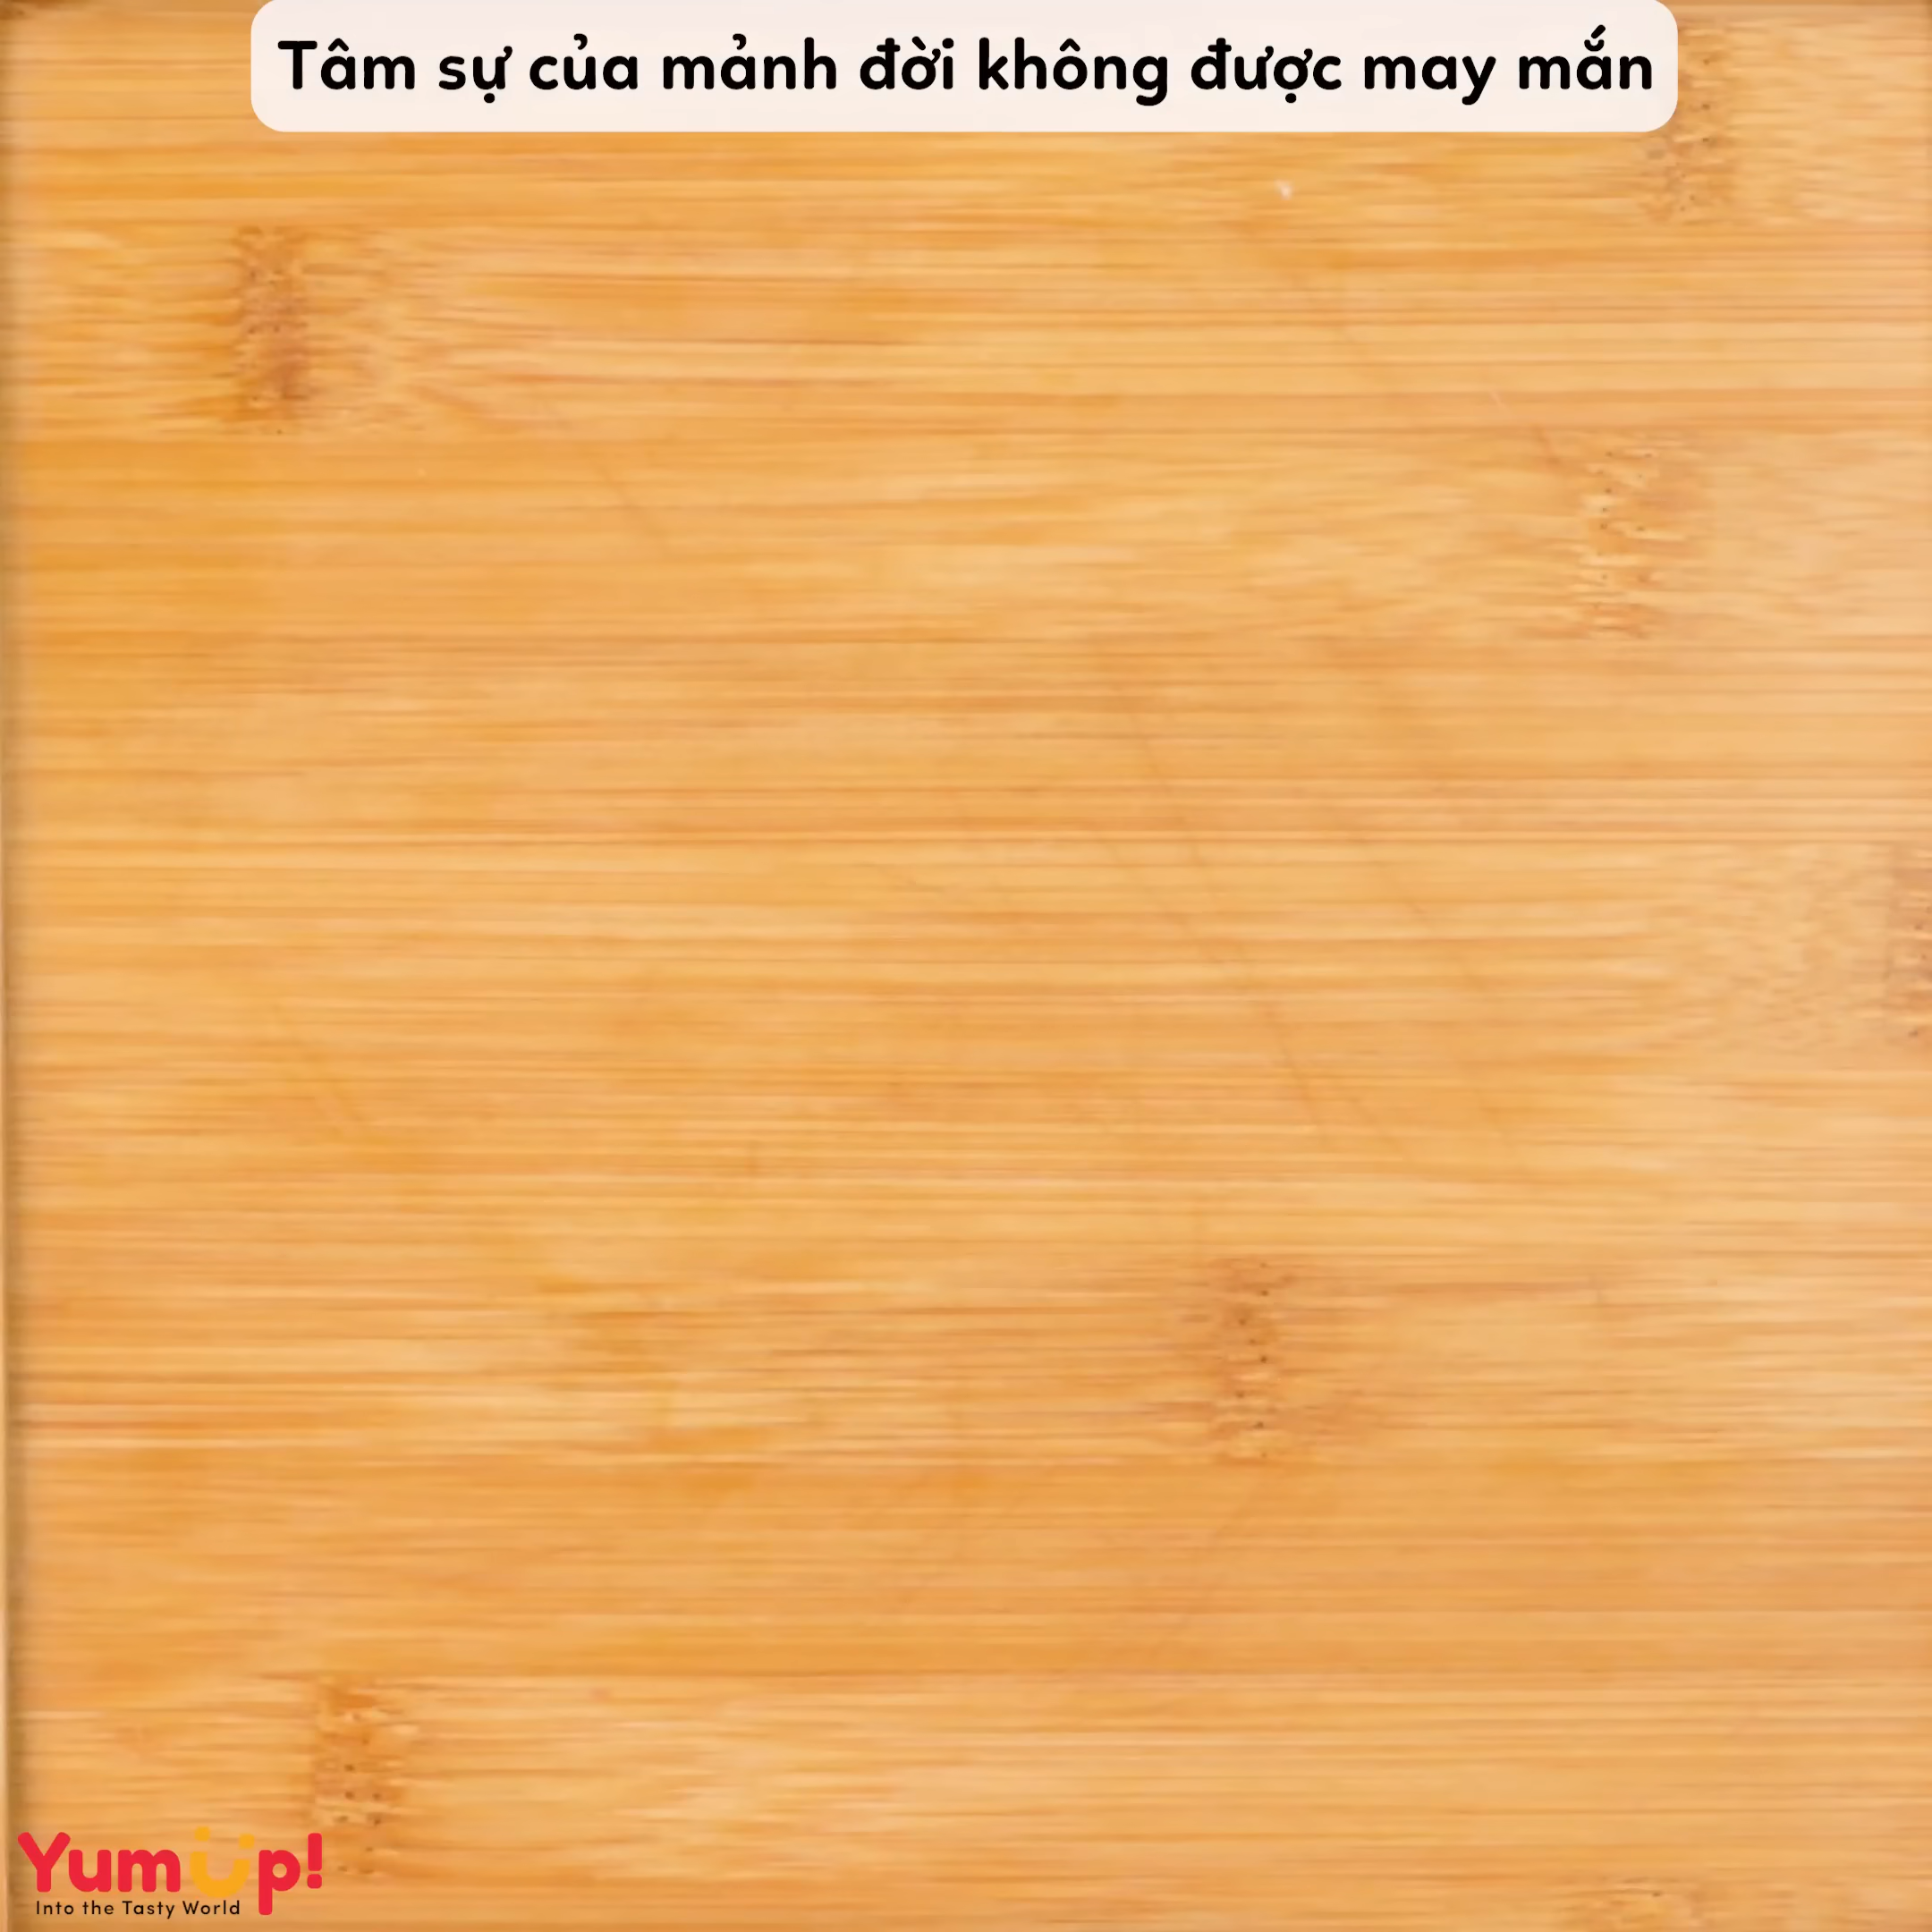 Tâm sự của mảnh đời không được may mắn
YumUp!
Into the Tasty World